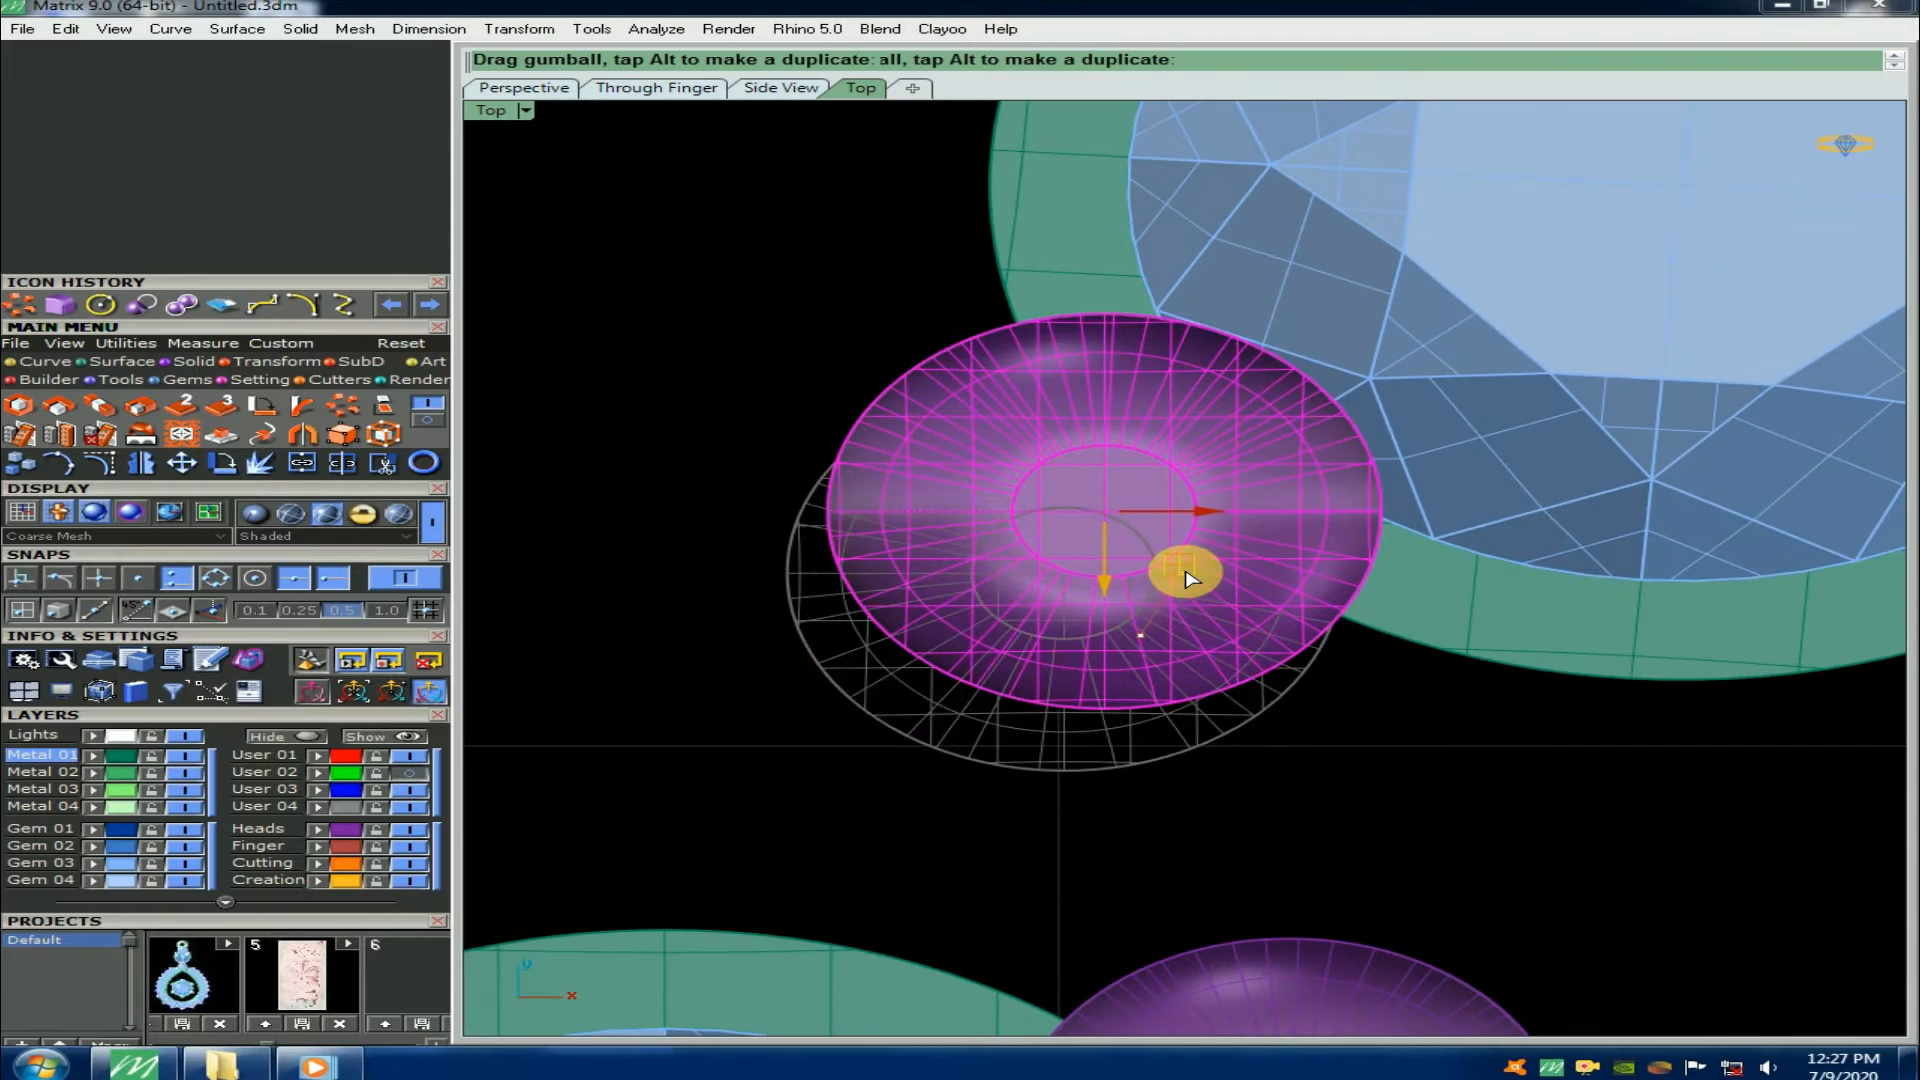 Matrix 9.0 (64-bit) - Untitled.3dm
File Edit View Curve Surface Solid Mesh Dimension Transform Tools Analyze Render Rhino 5.0 Blend Clayoo Help
Drag gumball, tap Alt to make a duplicate: all, tap Alt to make a duplicate:
Perspective Through Finger Side View Top
Top
ICON HISTORY
MAIN MENU
File View Utilities Measure Custom Reset
Curve Surface Solid Transform SubD Art
Builder Tools Gems Setting Cutters Render
2 3
DISPLAY
Coarse Mesh Shaded
SNAPS
45° 0.1 0.25 0.5 1.0
INFO & SETTINGS
LAYERS
Lights Hide Show
Metal 01 User 01
Metal 02 User 02
Metal 03 User 03
Metal 04 User 04
Gem 01 Heads
Gem 02 Finger
Gem 03 Cutting
Gem 04 Creation
PROJECTS
Default 5 6
y
x
12:27 PM
7/9/2020